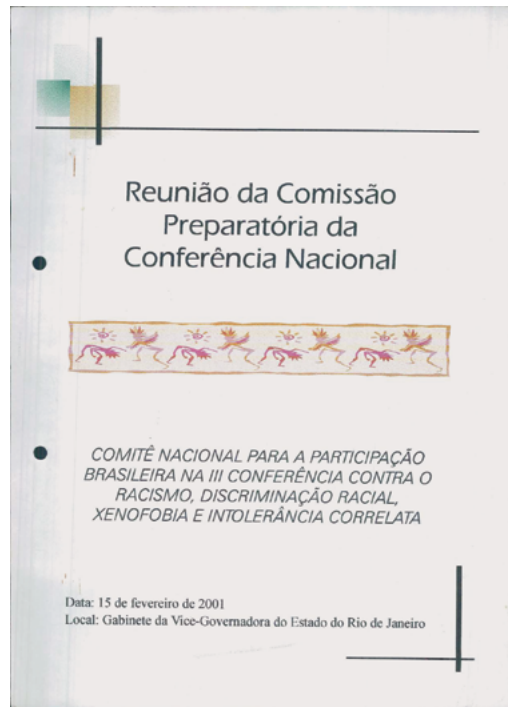 Reunião da Comissão
Preparatória da
Conferência Nacional
COMITÊ NACIONAL PARA A PARTICIPAÇÃO
BRASILEIRA NA III CONFERÊNCIA CONTRA O
RACISMO, DISCRIMINAÇÃO RACIAL,
XENOFOBIA E INTOLERÂNCIA CORRELATA
Data: 15 de fevereiro de 2001
Local: Gabinete da Vice-Governadora do Estado do Rio de Janeiro